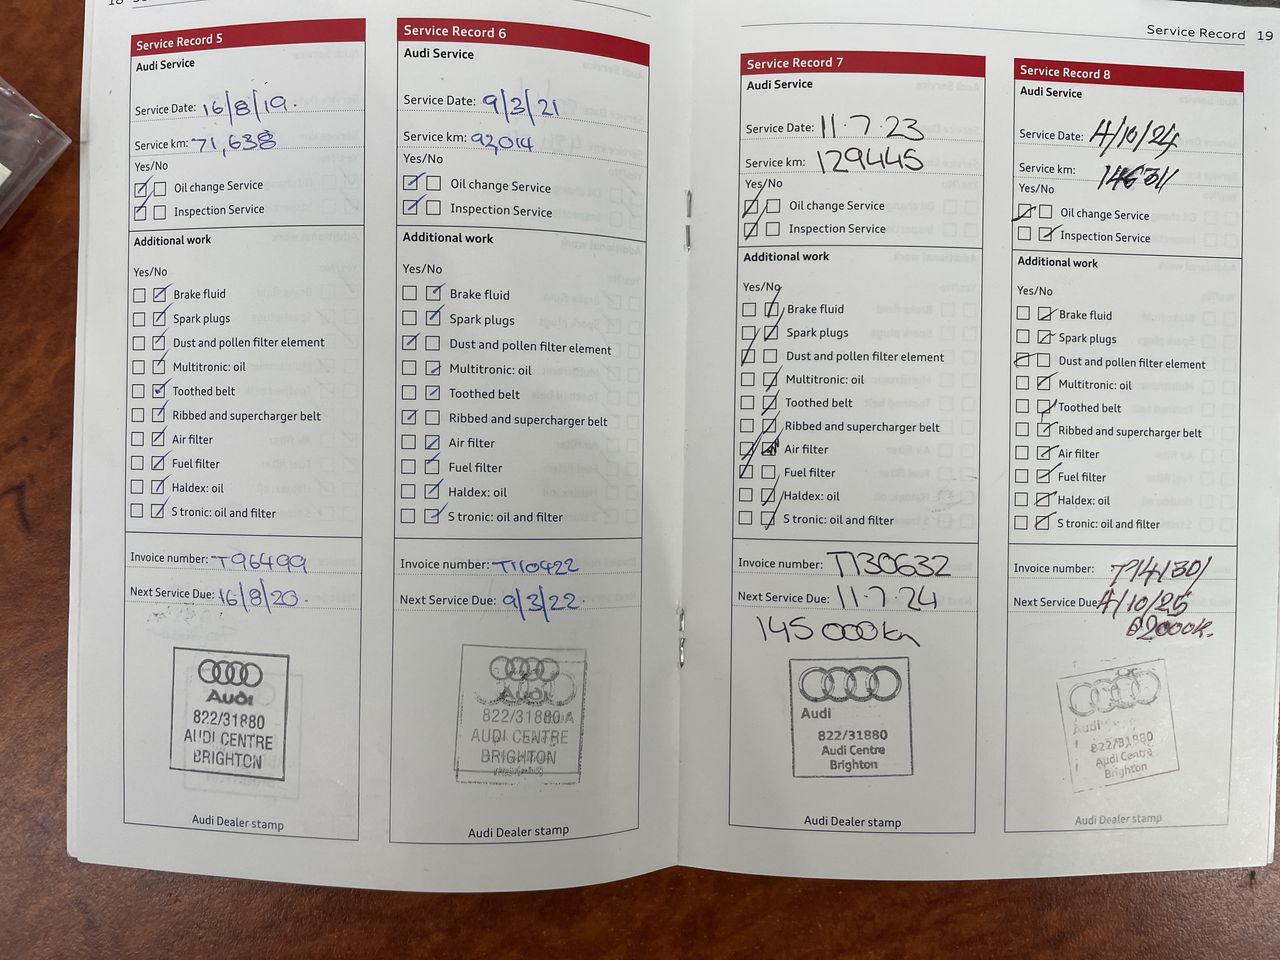 Service Record 5
Audi Service
Service Date: 16/8/19.
Service km: 71,638
Yes/No
Oil change Service
Inspection Service
Additional work
Yes/No
Brake fluid
Spark plugs
Dust and pollen filter element
Multitronic: oil
Toothed belt
Ribbed and supercharger belt
Air filter
Fuel filter
Haldex: oil
S tronic: oil and filter
Invoice number: T96499
Next Service Due: 16/8/20.
Audi
822/31880
AUDI CENTRE
BRIGHTON
Audi Dealer stamp
Service Record 6
Audi Service
Service Date: 9/3/21
Service km: 92,014
Yes/No
Oil change Service
Inspection Service
Additional work
Yes/No
Brake fluid
Spark plugs
Dust and pollen filter element
Multitronic: oil
Toothed belt
Ribbed and supercharger belt
Air filter
Fuel filter
Haldex: oil
S tronic: oil and filter
Invoice number: T110422
Next Service Due: 9/3/22.
Audi
822/31880
AUDI CENTRE
BRIGHTON
Audi Dealer stamp
Service Record 19
Service Record 7
Audi Service
Service Date: 11.7.23
Service km: 129445
Yes/No
Oil change Service
Inspection Service
Additional work
Yes/No
Brake fluid
Spark plugs
Dust and pollen filter element
Multitronic: oil
Toothed belt
Ribbed and supercharger belt
Air filter
Fuel filter
Haldex: oil
S tronic: oil and filter
Invoice number: T130632
Next Service Due: 11.7.24
145 000km
Audi
822/31880
Audi Centre
Brighton
Audi Dealer stamp
Service Record 8
Audi Service
Service Date: 4/10/24
Service km:
Yes/No
Oil change Service
Inspection Service
Additional work
Yes/No
Brake fluid
Spark plugs
Dust and pollen filter element
Multitronic: oil
Toothed belt
Ribbed and supercharger belt
Air filter
Fuel filter
Haldex: oil
S tronic: oil and filter
Invoice number:
Next Service Due: 4/10/25
Audi
822/31880
Audi Centre
Brighton
Audi Dealer stamp